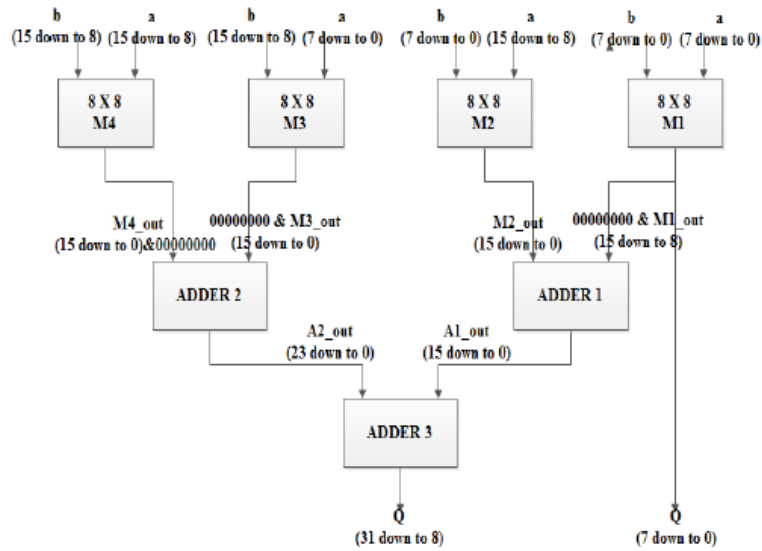 b a b a b a b a
(15 down to 8) (15 down to 8) (15 down to 8) (7 down to 0) (7 down to 0) (15 down to 8) (7 down to 0) (7 down to 0)
8 X 8 8 X 8 8 X 8 8 X 8
M4 M3 M2 M1
M4_out 00000000 & M3_out M2_out 00000000 & M1_out
(15 down to 0)&00000000 (15 down to 0) (15 down to 0) (15 down to 8)
ADDER 2 ADDER 1
A2_out A1_out
(23 down to 0) (15 down to 0)
ADDER 3
Q Q
(31 down to 8) (7 down to 0)